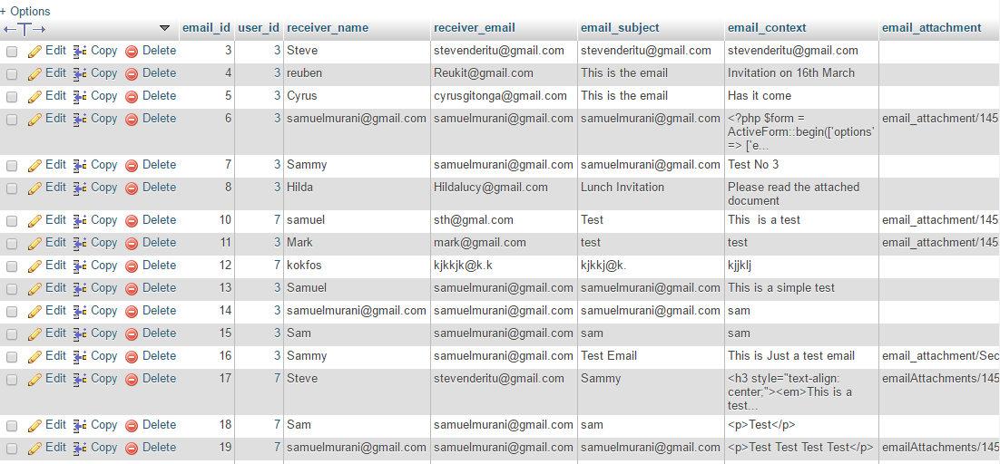 + Options
←T→ ▼ email_id user_id receiver_name receiver_email email_subject email_context email_attachment
Edit Copy Delete 3 3 Steve stevenderitu@gmail.com stevenderitu@gmail.com stevenderitu@gmail.com
Edit Copy Delete 4 3 reuben Reukit@gmail.com This is the email Invitation on 16th March
Edit Copy Delete 5 3 Cyrus cyrusgitonga@gmail.com This is the email Has it come
Edit Copy Delete 6 3 samuelmurani@gmail.com samuelmurani@gmail.com samuelmurani@gmail.com <?php $form = email_attachment/145
ActiveForm::begin(['options'
=> ['e...
Edit Copy Delete 7 3 Sammy samuelmurani@gmail.com samuelmurani@gmail.com Test No 3
Edit Copy Delete 8 3 Hilda Hildalucy@gmail.com Lunch Invitation Please read the attached
document
Edit Copy Delete 10 7 samuel sth@gmal.com Test This  is a test email_attachment/145
Edit Copy Delete 11 3 Mark mark@gmail.com test test email_attachment/145
Edit Copy Delete 12 7 kokfos kjkkjk@k.k kjkkj@k. kjjklj
Edit Copy Delete 13 3 Samuel samuelmurani@gmail.com samuelmurani@gmail.com This is a simple test
Edit Copy Delete 14 3 samuelmurani@gmail.com samuelmurani@gmail.com samuelmurani@gmail.com sam
Edit Copy Delete 15 3 Sam samuelmurani@gmail.com sam sam
Edit Copy Delete 16 3 Sammy samuelmurani@gmail.com Test Email This is Just a test email email_attachment/Sec
Edit Copy Delete 17 7 Steve stevenderitu@gmail.com Sammy <h3 style="text-align: emailAttachments/145
center;"><em>This is a
test...
Edit Copy Delete 18 7 Sam samuelmurani@gmail.com sam <p>Test</p>
Edit Copy Delete 19 7 samuelmurani@gmail.com samuelmurani@gmail.com samuelmurani@gmail.com <p>Test Test Test Test</p> emailAttachments/145